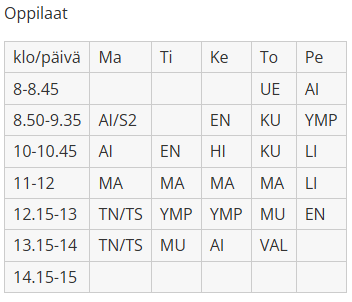 Oppilaat
klo/päivä Ma Ti Ke To Pe
8-8.45 UE AI
8.50-9.35 AI/S2 EN KU YMP
10-10.45 AI EN HI KU LI
11-12 MA MA MA MA LI
12.15-13 TN/TS YMP YMP MU EN
13.15-14 TN/TS MU AI VAL
14.15-15